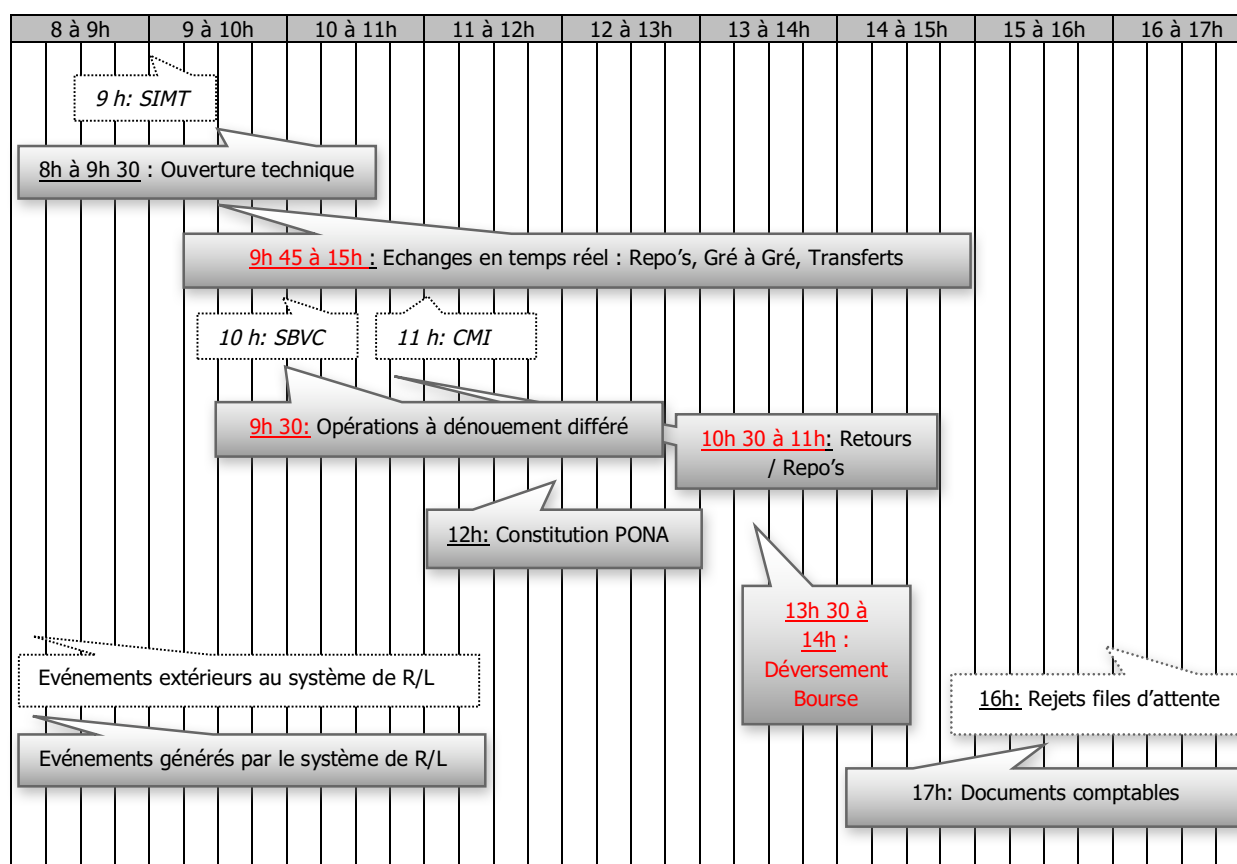 8 à 9h 9 à 10h 10 à 11h 11 à 12h 12 à 13h 13 à 14h 14 à 15h 15 à 16h 16 à 17h
9 h: SIMT
8h à 9h 30 : Ouverture technique
9h 45 à 15h : Echanges en temps réel : Repo’s, Gré à Gré, Transferts
10 h: SBVC
11 h: CMI
9h 30: Opérations à dénouement différé
10h 30 à 11h: Retours
/ Repo’s
12h: Constitution PONA
13h 30 à
14h :
Déversement
Bourse
Evénements extérieurs au système de R/L
16h: Rejets files d’attente
Evénements générés par le système de R/L
17h: Documents comptables